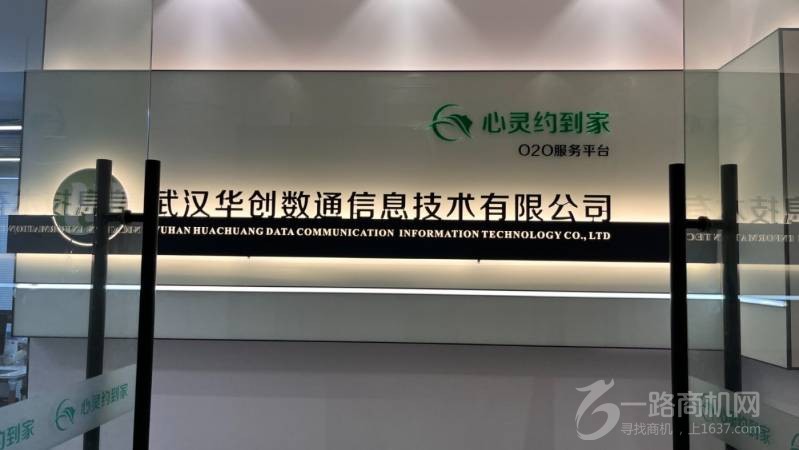 心灵约到家
O2O服务平台
武汉华创数通信息技术有限公司
WUHAN HUACHUANG DATA COMMUNICATION INFORMATION TECHNOLOGY CO., LTD
心灵约到家
一路商机网
寻找商机，上1637.com